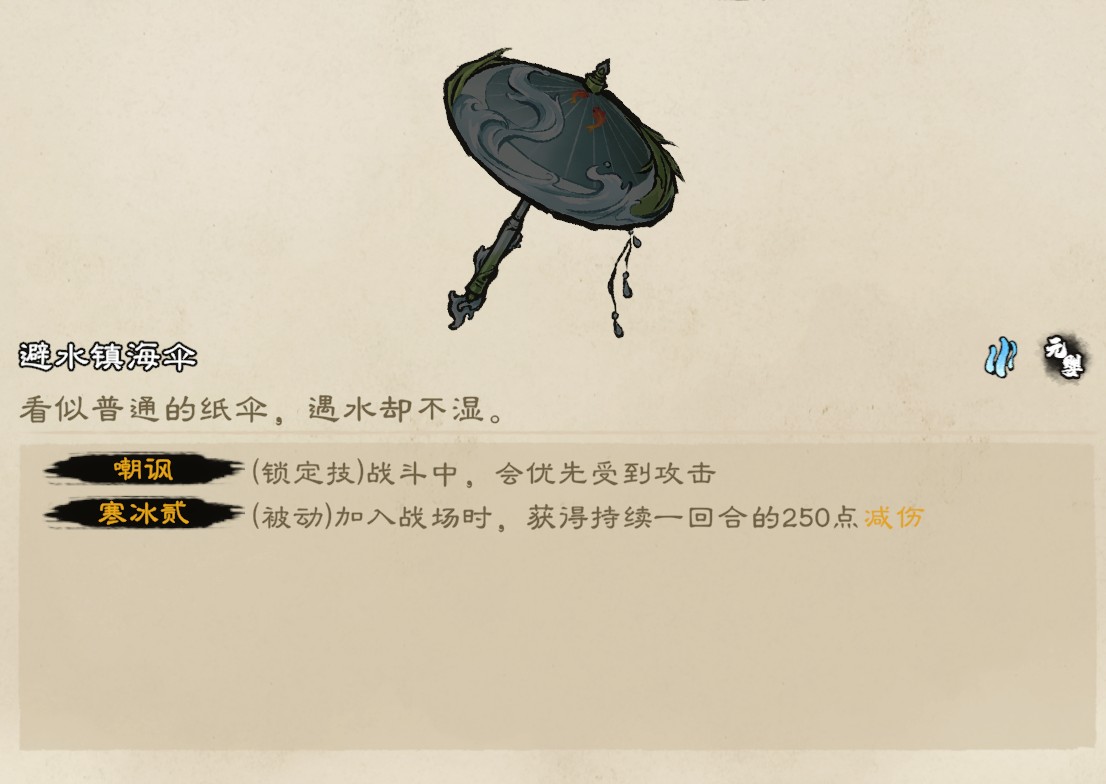 避水镇海伞
元婴
看似普通的纸伞，遇水却不湿。
嘲讽 (锁定技)战斗中，会优先受到攻击
寒冰贰 (被动)加入战场时，获得持续一回合的250点减伤